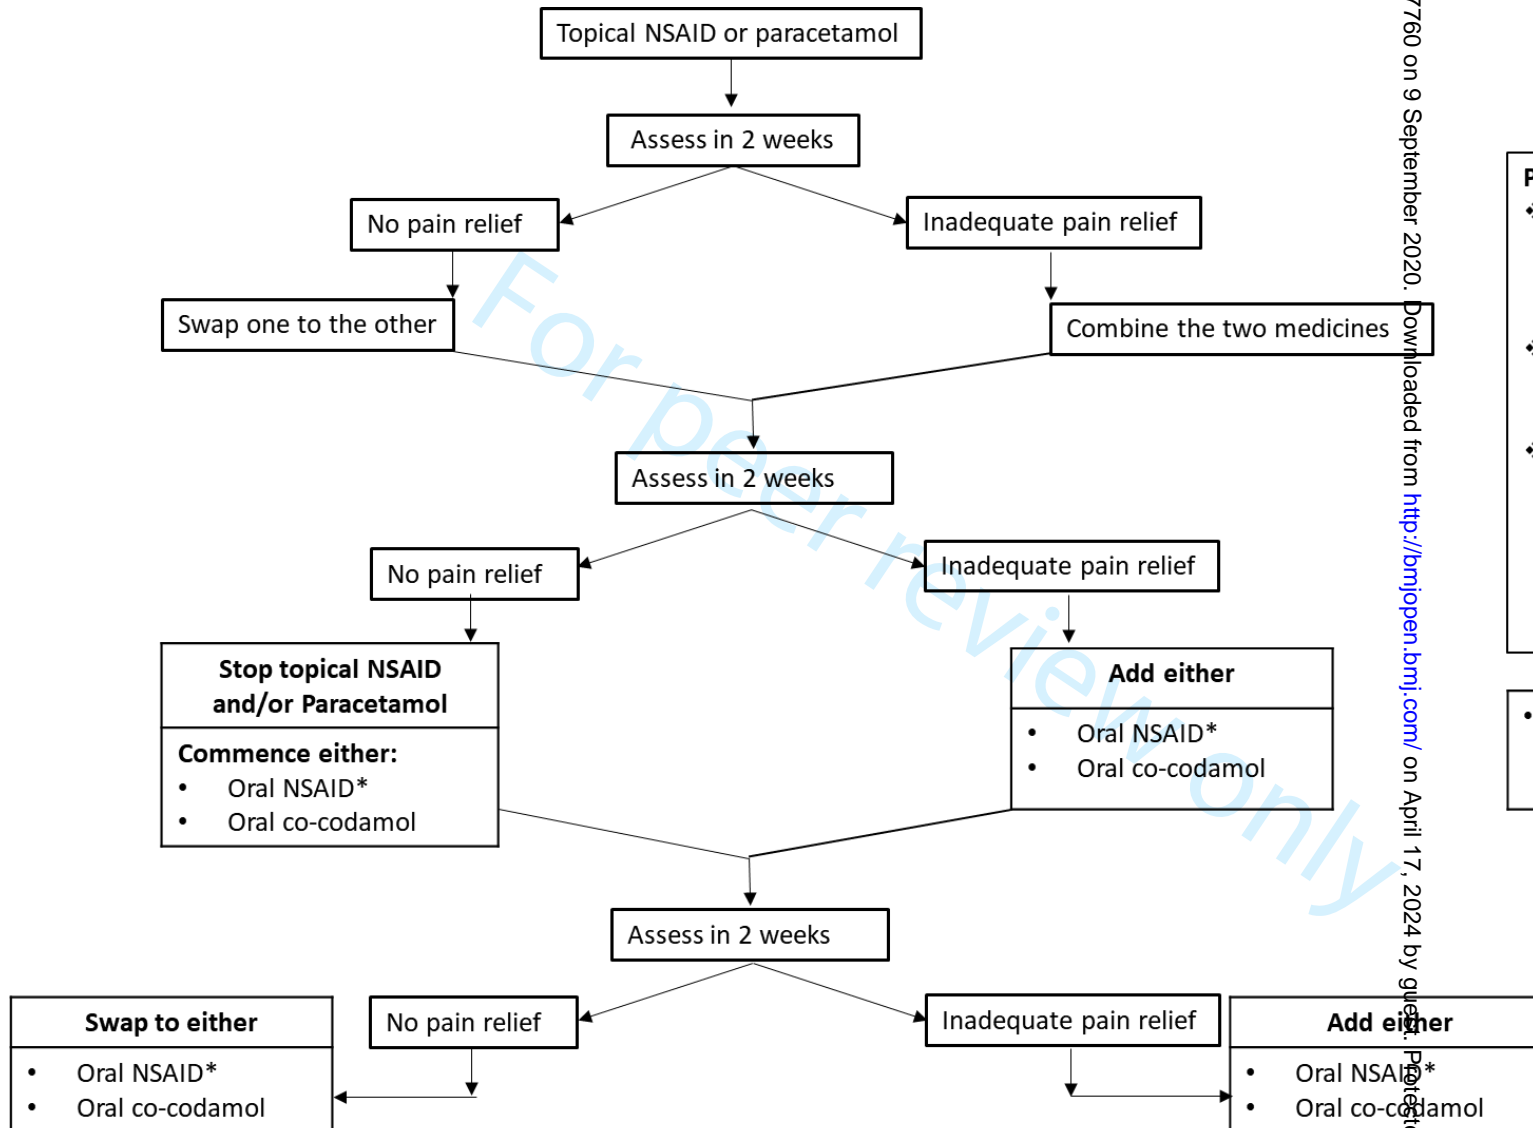 Topical NSAID or paracetamol
Assess in 2 weeks
No pain relief
Inadequate pain relief
Swap one to the other
Combine the two medicines
Assess in 2 weeks
No pain relief
Inadequate pain relief
Stop topical NSAID
and/or Paracetamol
Commence either:
• Oral NSAID*
• Oral co-codamol
Add either
• Oral NSAID*
• Oral co-codamol
Assess in 2 weeks
No pain relief
Inadequate pain relief
Swap to either
• Oral NSAID*
• Oral co-codamol
Add either
• Oral NSAID*
• Oral co-codamol
For peer review only
7760 on 9 September 2020. Downloaded from http://bmjopen.bmj.com/ on April 17, 2024 by guest.